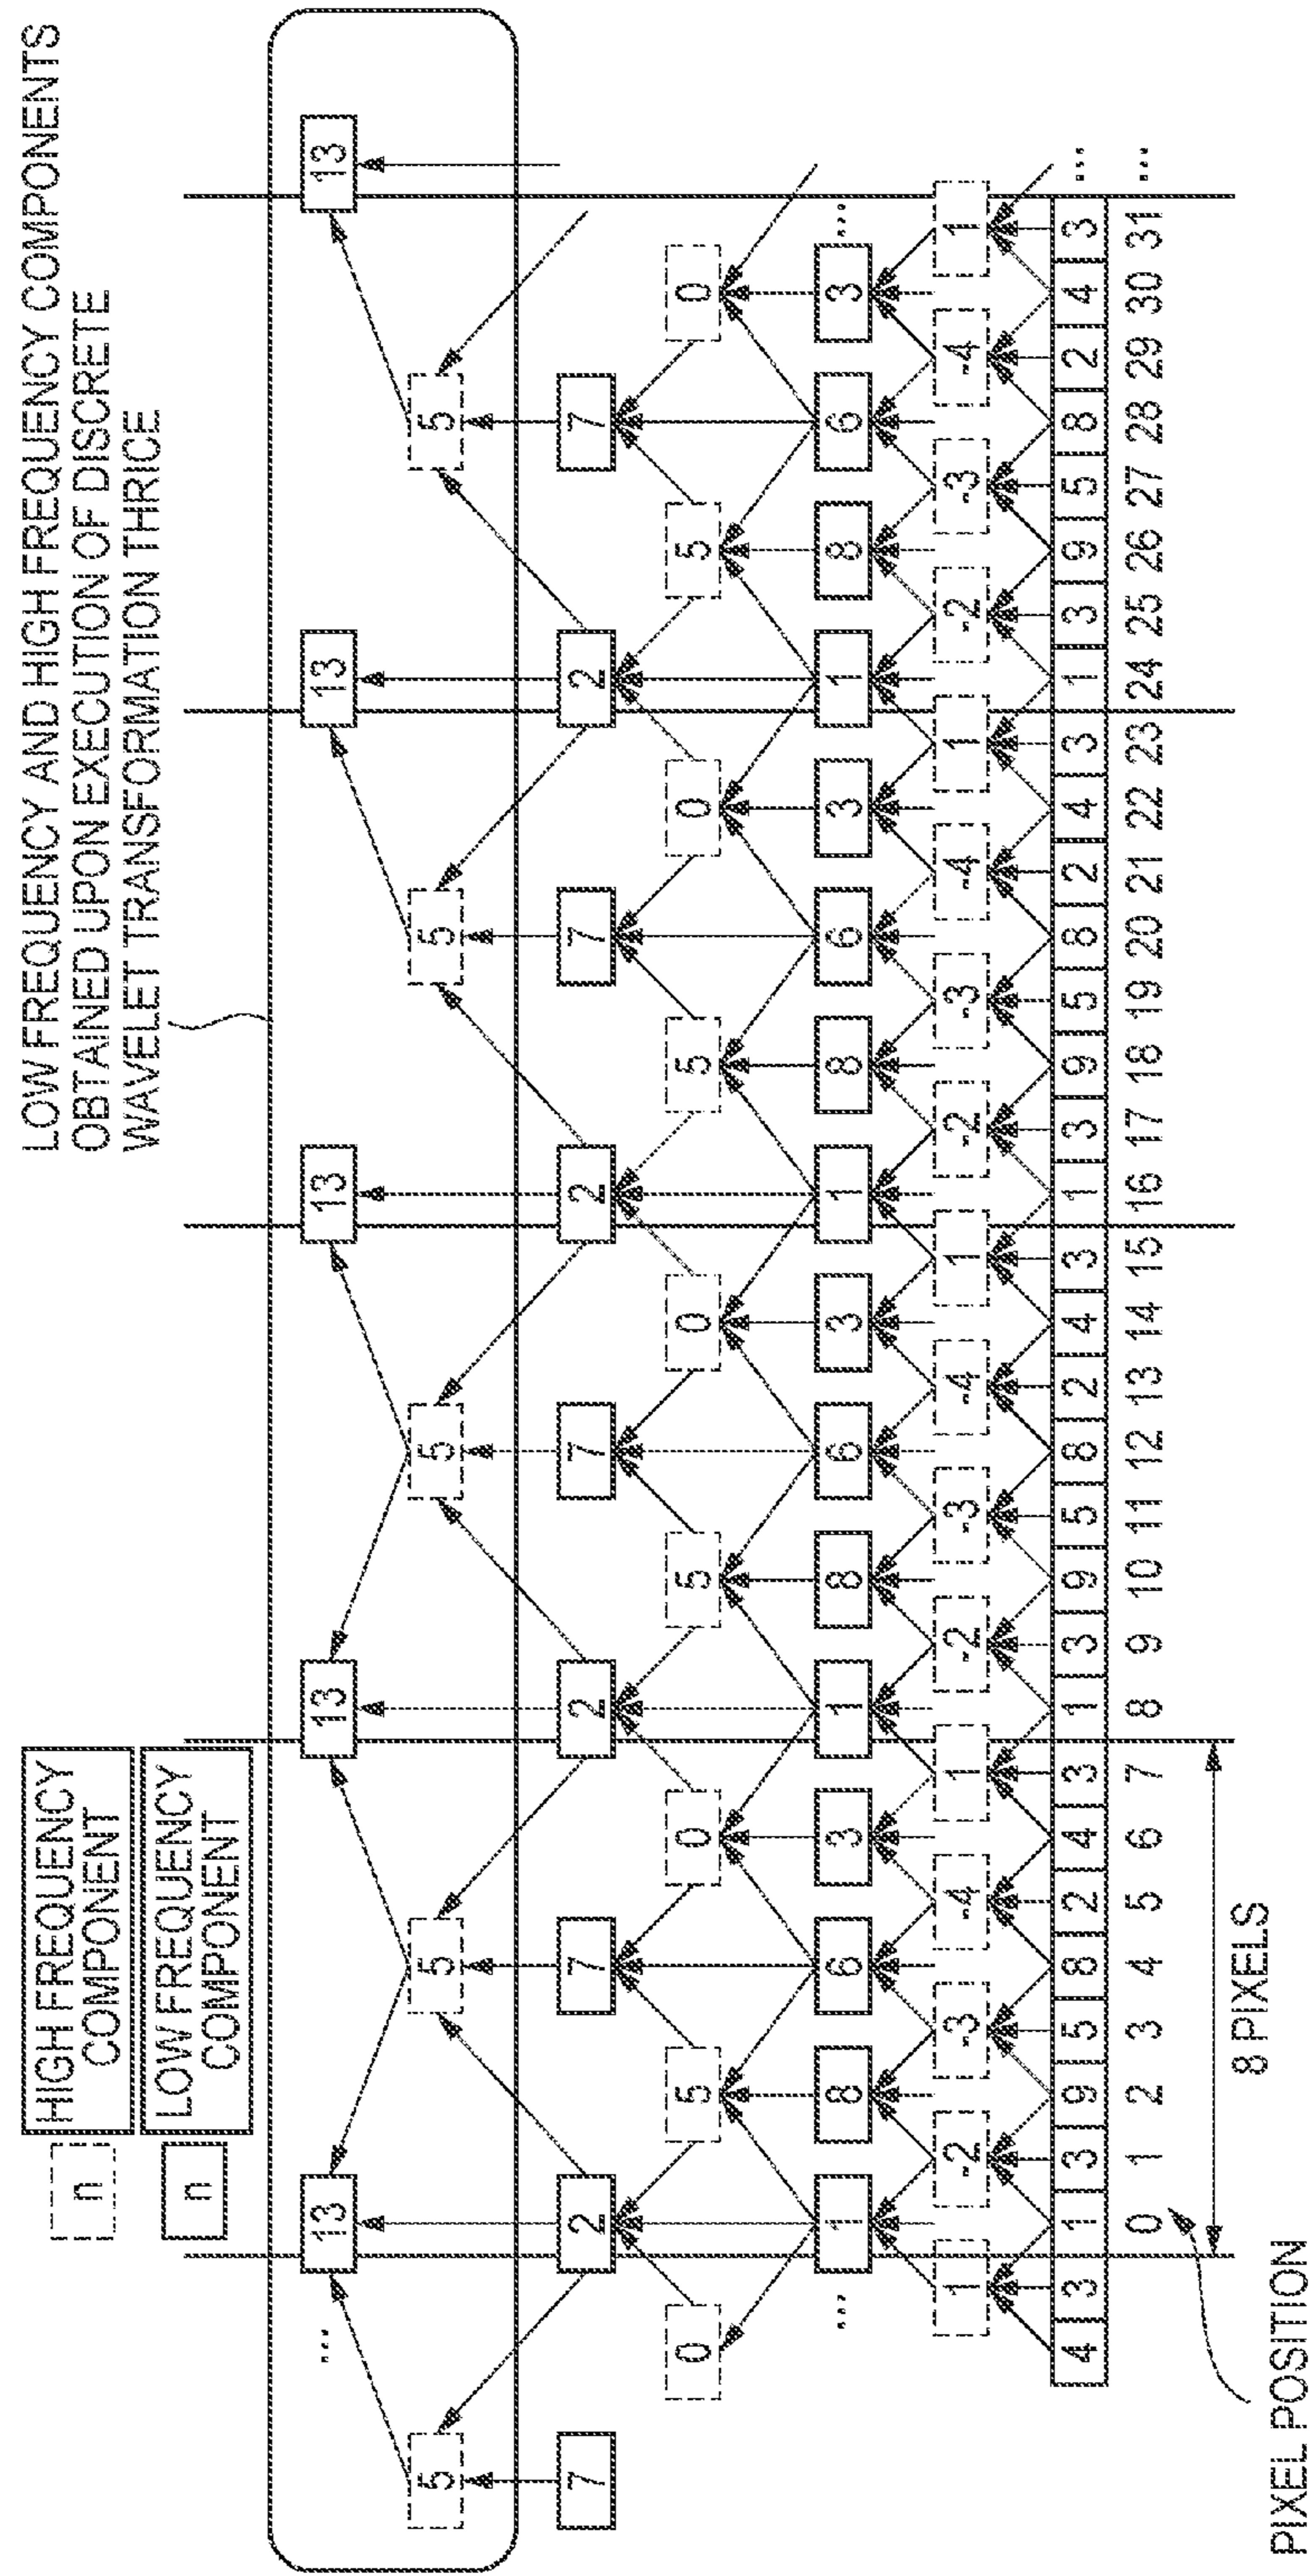 n HIGH FREQUENCY
COMPONENT
n LOW FREQUENCY
COMPONENT
LOW FREQUENCY AND HIGH FREQUENCY COMPONENTS
OBTAINED UPON EXECUTION OF DISCRETE
WAVELET TRANSFORMATION THRICE
... 13 13 13 13 13
5 5 5 5 5
7 2 7 2 7 2 7 2 7
0 5 0 5 0 5 0 5 0
... 1 8 6 3 1 8 6 3 1 8 6 3 1 8 6 3 ...
1 -2 -3 -4 1 -2 -3 -4 1 -2 -3 -4 1 -2 -3 -4 1
4 3 1 3 9 5 8 2 4 3 1 3 9 5 8 2 4 3 1 3 9 5 8 2 4 3 1 3 9 5 8 2 4 3 ...
0 1 2 3 4 5 6 7 8 9 10 11 12 13 14 15 16 17 18 19 20 21 22 23 24 25 26 27 28 29 30 31 ...
8 PIXELS
PIXEL POSITION